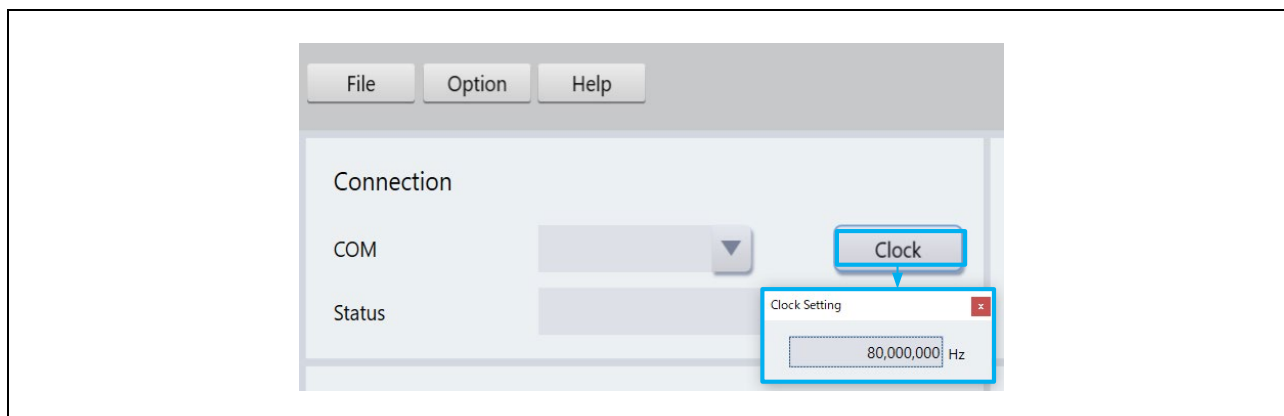 File Option Help
Connection
COM
Clock
Status
Clock Setting x
80,000,000 Hz